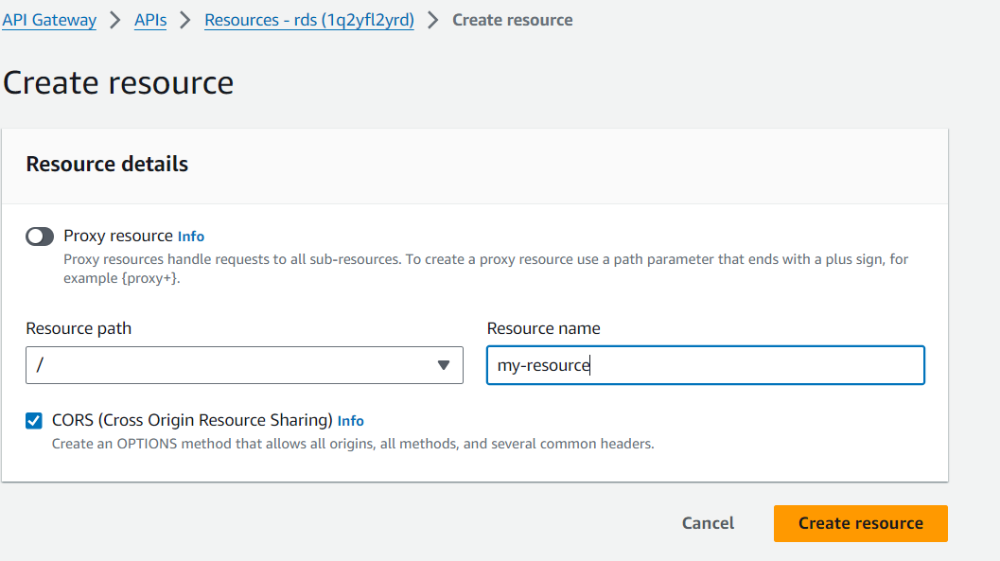 API Gateway > APIs > Resources - rds (1q2yfl2yrd) > Create resource
Create resource
Resource details
Proxy resource Info
Proxy resources handle requests to all sub-resources. To create a proxy resource use a path parameter that ends with a plus sign, for
example {proxy+}.
Resource path
/
Resource name
my-resource
CORS (Cross Origin Resource Sharing) Info
Create an OPTIONS method that allows all origins, all methods, and several common headers.
Cancel
Create resource